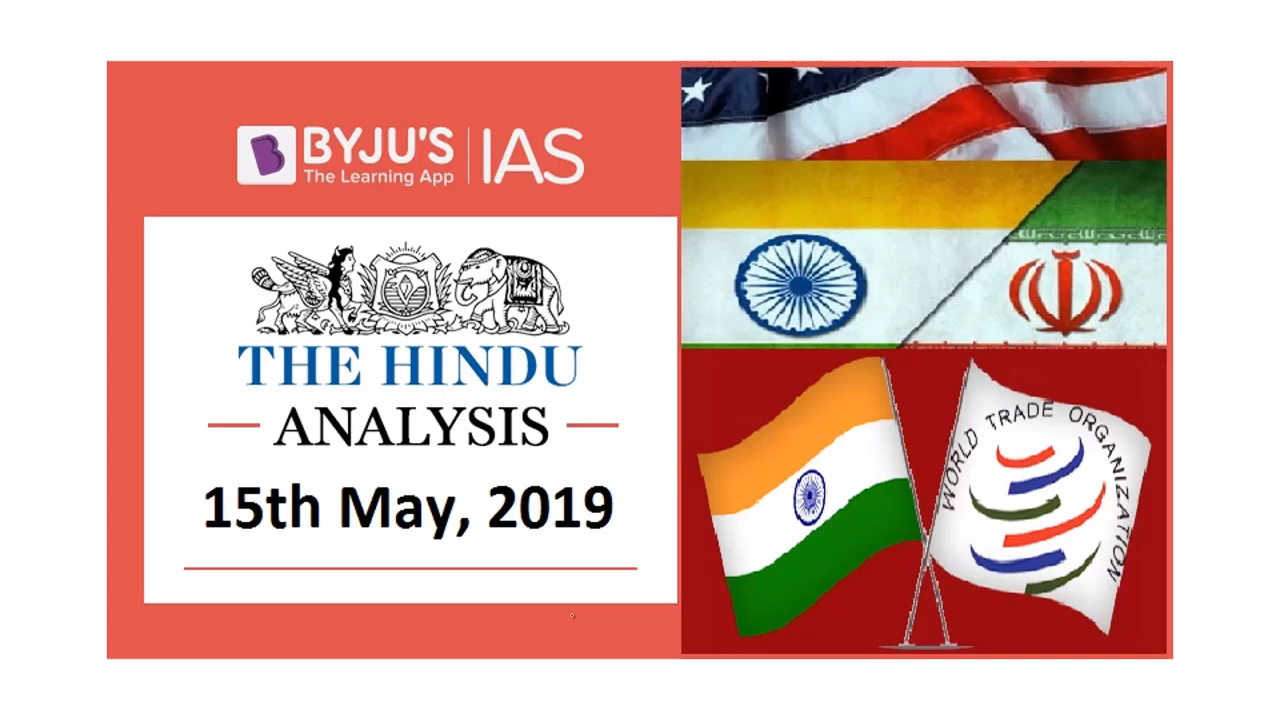 BYJU'S
The Learning App
IAS
THE HINDU
ANALYSIS
15th May, 2019
WORLD TRADE ORGANIZATION